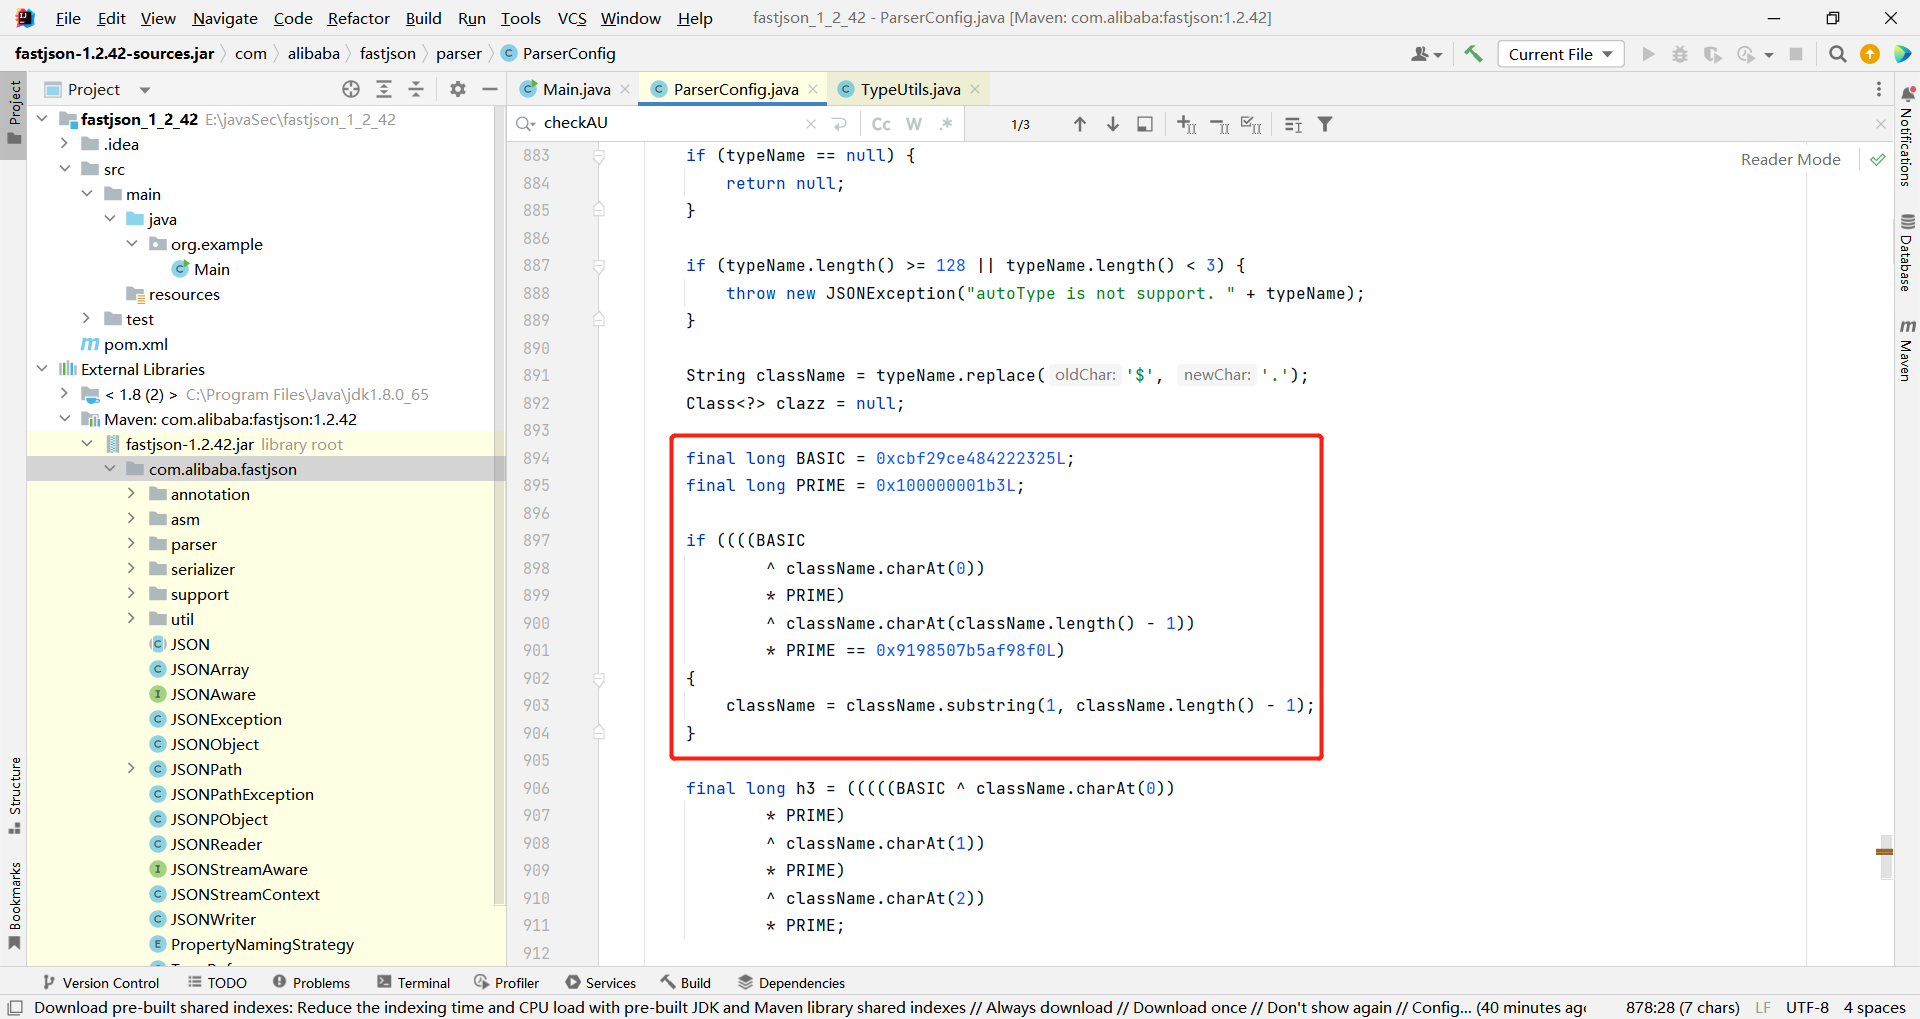 File Edit View Navigate Code Refactor Build Run Tools VCS Window Help fastjson_1_2_42 - ParserConfig.java [Maven: com.alibaba:fastjson:1.2.42]
fastjson-1.2.42-sources.jar com alibaba fastjson parser ParserConfig
Current File
Project
Main.java ParserConfig.java TypeUtils.java
checkAU
Cc W .*
1/3
Reader Mode
Project
Structure
Bookmarks
fastjson_1_2_42 E:\javaSec\fastjson_1_2_42
.idea
src
main
java
org.example
Main
resources
test
pom.xml
External Libraries
< 1.8 (2) > C:\Program Files\Java\jdk1.8.0_65
Maven: com.alibaba:fastjson:1.2.42
fastjson-1.2.42.jar library root
com.alibaba.fastjson
annotation
asm
parser
serializer
support
util
JSON
JSONArray
JSONAware
JSONException
JSONObject
JSONPath
JSONPathException
JSONPObject
JSONReader
JSONStreamAware
JSONStreamContext
JSONWriter
PropertyNamingStrategy
883 if (typeName == null) {
884 return null;
885 }
886
887 if (typeName.length() >= 128 || typeName.length() < 3) {
888 throw new JSONException("autoType is not support. " + typeName);
889 }
890
891 String className = typeName.replace( oldChar: '$', newChar: '.');
892 Class<?> clazz = null;
893
894 final long BASIC = 0xcbf29ce484222325L;
895 final long PRIME = 0x100000001b3L;
896
897 if ((((BASIC
898 ^ className.charAt(0))
899 * PRIME)
900 ^ className.charAt(className.length() - 1))
901 * PRIME == 0x9198507b5af98f0L)
902 {
903 className = className.substring(1, className.length() - 1);
904 }
905
906 final long h3 = (((((BASIC ^ className.charAt(0))
907 * PRIME)
908 ^ className.charAt(1))
909 * PRIME)
910 ^ className.charAt(2))
911 * PRIME;
912
Notifications
Database
Maven
Version Control TODO Problems Terminal Profiler Services Build Dependencies
Download pre-built shared indexes: Reduce the indexing time and CPU load with pre-built JDK and Maven library shared indexes // Always download // Download once // Don't show again // Config... (40 minutes ago 878:28 (7 chars) LF UTF-8 4 spaces